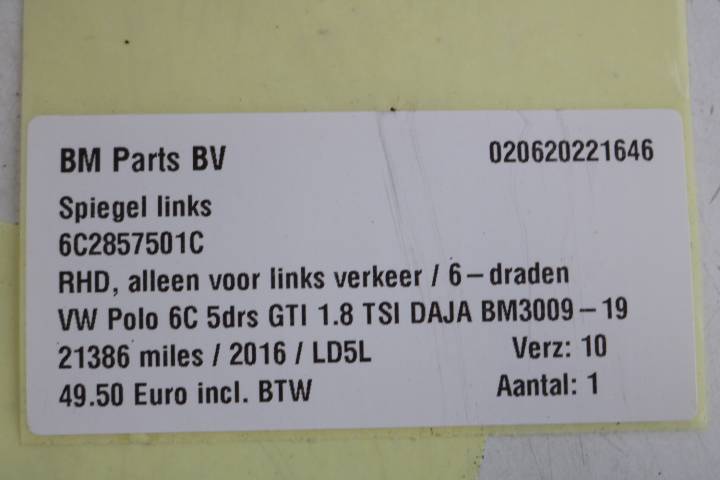 BM Parts BV 020620221646
Spiegel links
6C2857501C
RHD, alleen voor links verkeer / 6-draden
VW Polo 6C 5drs GTI 1.8 TSI DAJA BM3009-19
21386 miles / 2016 / LD5L Verz: 10
49.50 Euro incl. BTW Aantal: 1